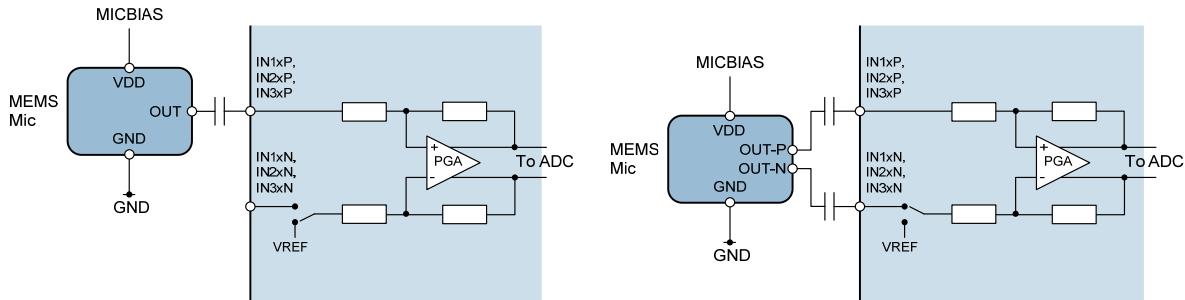 MICBIAS
IN1xP,
IN2xP,
IN3xP
VDD
MEMS
Mic
OUT
GND
+
PGA
-
To ADC
IN1xN,
IN2xN,
IN3xN
GND
VREF
MICBIAS
IN1xP,
IN2xP,
IN3xP
VDD
MEMS
Mic
OUT-P
OUT-N
GND
+
PGA
-
To ADC
IN1xN,
IN2xN,
IN3xN
VREF
GND